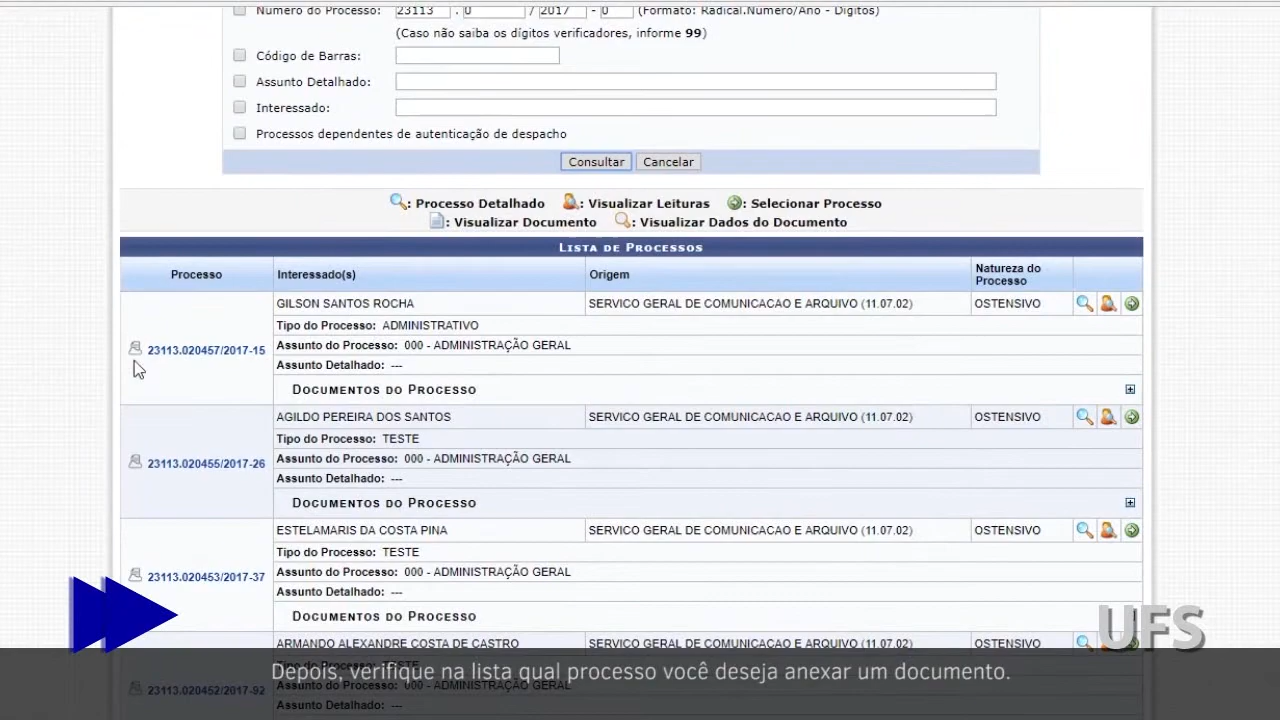 Número do Processo: 23113 . 0 / 2017 - 0 (Formato: Radical.Número/Ano - Dígitos)
(Caso não saiba os dígitos verificadores, informe 99)
Código de Barras:
Assunto Detalhado:
Interessado:
Processos dependentes de autenticação de despacho
Consultar Cancelar
: Processo Detalhado : Visualizar Leituras : Selecionar Processo
: Visualizar Documento : Visualizar Dados do Documento
LISTA DE PROCESSOS
Processo Interessado(s) Origem Natureza do Processo
GILSON SANTOS ROCHA SERVICO GERAL DE COMUNICACAO E ARQUIVO (11.07.02) OSTENSIVO
Tipo do Processo: ADMINISTRATIVO
23113.020457/2017-15 Assunto do Processo: 000 - ADMINISTRAÇÃO GERAL
Assunto Detalhado: ---
DOCUMENTOS DO PROCESSO
AGILDO PEREIRA DOS SANTOS SERVICO GERAL DE COMUNICACAO E ARQUIVO (11.07.02) OSTENSIVO
Tipo do Processo: TESTE
23113.020455/2017-26 Assunto do Processo: 000 - ADMINISTRAÇÃO GERAL
Assunto Detalhado: ---
DOCUMENTOS DO PROCESSO
ESTELAMARIS DA COSTA PINA SERVICO GERAL DE COMUNICACAO E ARQUIVO (11.07.02) OSTENSIVO
Tipo do Processo: TESTE
23113.020453/2017-37 Assunto do Processo: 000 - ADMINISTRAÇÃO GERAL
Assunto Detalhado: ---
DOCUMENTOS DO PROCESSO
UFS
ARMANDO ALEXANDRE COSTA DE CASTRO SERVICO GERAL DE COMUNICACAO E ARQUIVO (11.07.02) OSTENSIVO
Tipo do Processo: TESTE
Depois, verifique na lista qual processo você deseja anexar um documento.
23113.020452/2017-92 Assunto do Processo: 000 - ADMINISTRAÇÃO GERAL
Assunto Detalhado: ---